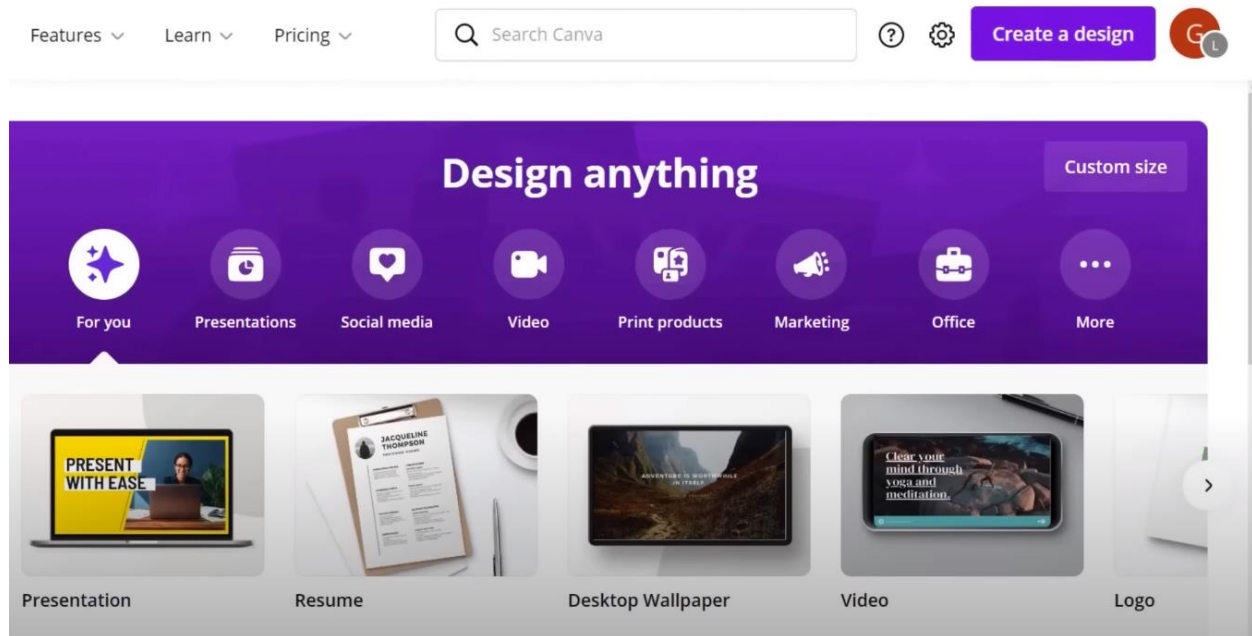 Features
Learn
Pricing
Search Canva
Create a design
G
L
Design anything
Custom size
For you
Presentations
Social media
Video
Print products
Marketing
Office
More
PRESENT
WITH EASE
JACQUELINE
THOMPSON
ADVENTURE IS WORTHWHILE
IN ITSELF
Clear your
mind through
yoga and
meditation.
Presentation
Resume
Desktop Wallpaper
Video
Logo